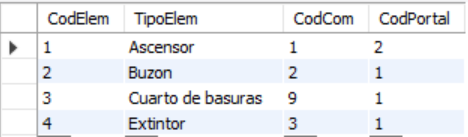 CodElem TipoElem CodCom CodPortal
1 Ascensor 1 2
2 Buzon 2 1
3 Cuarto de basuras 9 1
4 Extintor 3 1